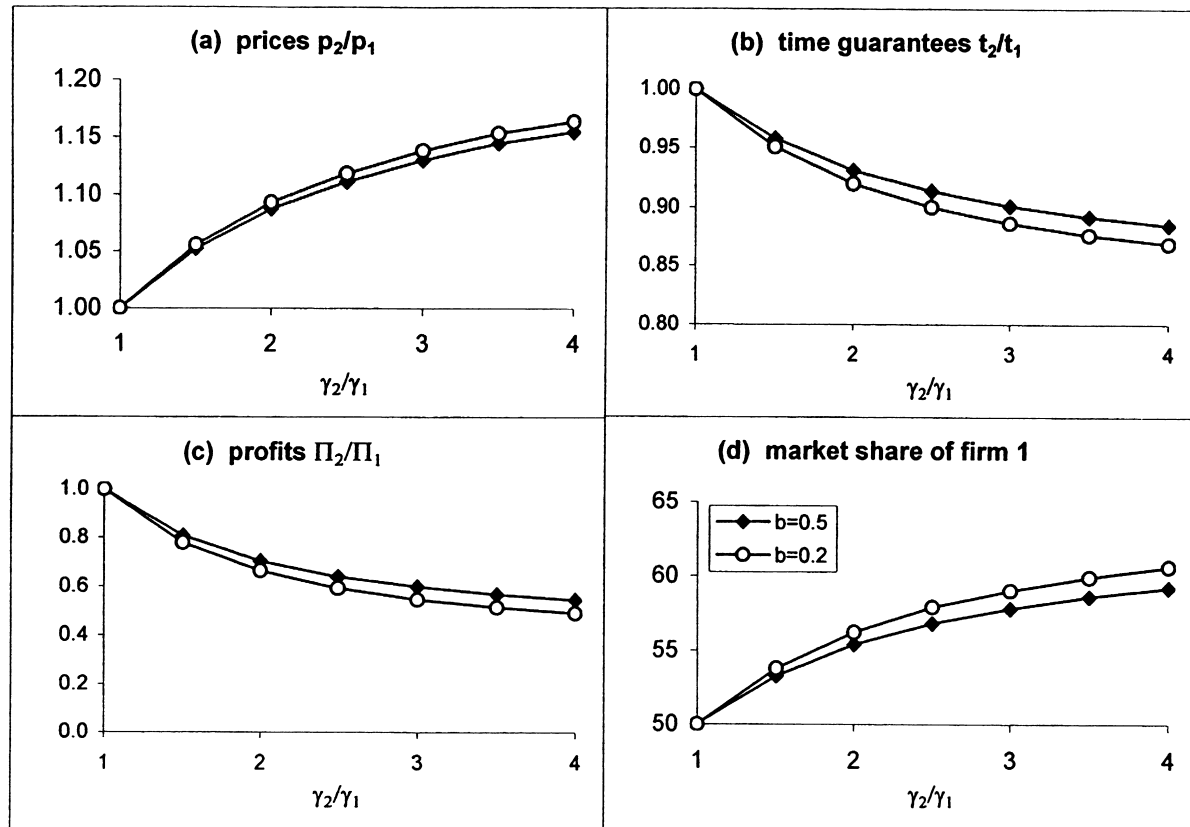 (a) prices p₂/p₁
1.20
1.15
1.10
1.05
1.00
1 2 3 4
γ₂/γ₁
(b) time guarantees t₂/t₁
1.00
0.95
0.90
0.85
0.80
1 2 3 4
γ₂/γ₁
(c) profits Π₂/Π₁
1.0
0.8
0.6
0.4
0.2
0.0
1 2 3 4
γ₂/γ₁
(d) market share of firm 1
65
60
55
50
b=0.5
b=0.2
1 2 3 4
γ₂/γ₁